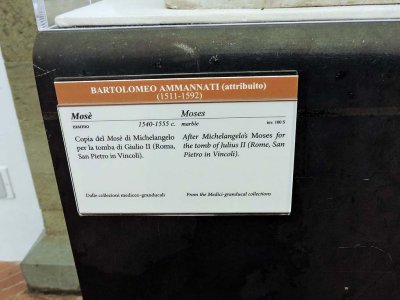 BARTOLOMEO AMMANNATI (attribuito)
(1511-1592)
Mosè
marmo 1540-1555 c.
Copia del Mosè di Michelangelo
per la tomba di Giulio II (Roma,
San Pietro in Vincoli).
Dalle collezioni mediceo-granducali
Moses
marble inv. 100 S
After Michelangelo's Moses for
the tomb of Julius II (Rome, San
Pietro in Vincoli).
From the Medici-granducal collections